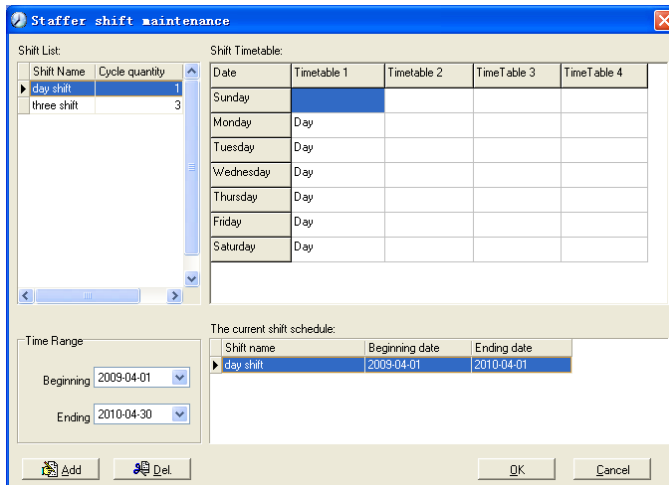 Staffer shift maintenance
Shift List:
Shift Name Cycle quantity
day shift 1
three shift 3
Shift Timetable:
Date Timetable 1 Timetable 2 TimeTable 3 TimeTable 4
Sunday
Monday Day
Tuesday Day
Wednesday Day
Thursday Day
Friday Day
Saturday Day
Time Range
Beginning 2009-04-01
Ending 2010-04-30
The current shift schedule:
Shift name Beginning date Ending date
day shift 2009-04-01 2010-04-01
Add Del. OK Cancel